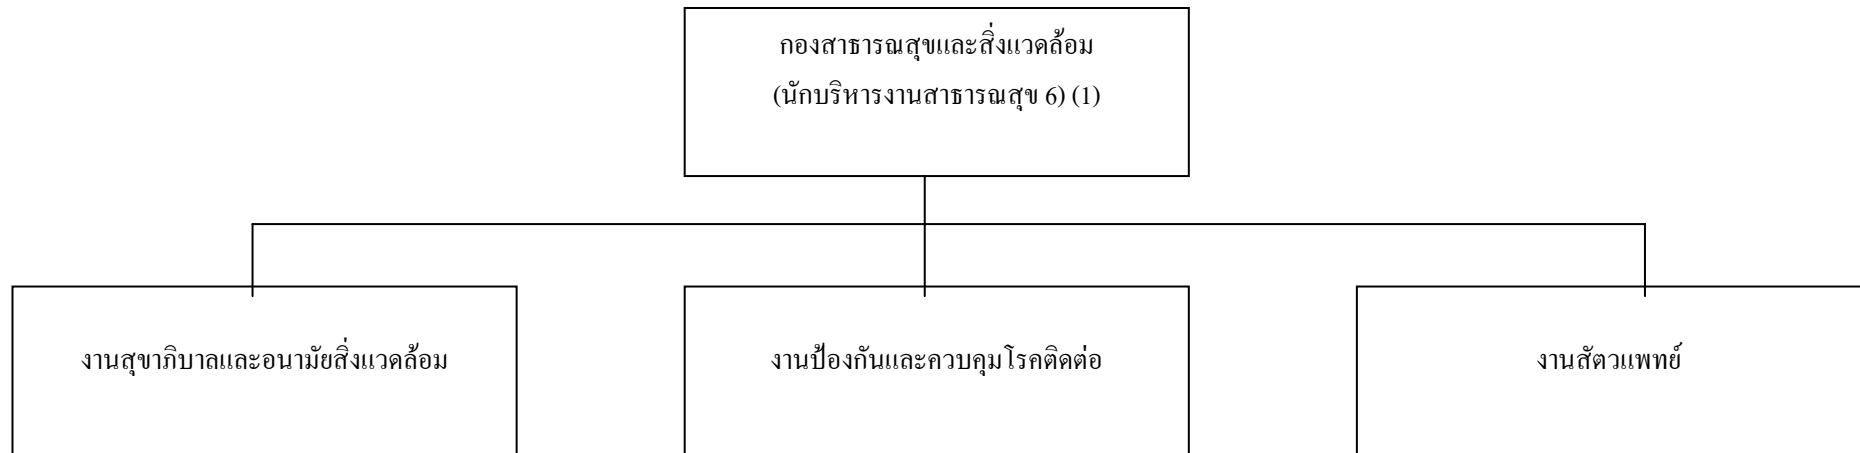 กองสาธารณสุขและสิ่งแวดล้อม
(นักบริหารงานสาธารณสุข 6) (1)
งานสุขาภิบาลและอนามัยสิ่งแวดล้อม
งานป้องกันและควบคุมโรคติดต่อ
งานสัตวแพทย์